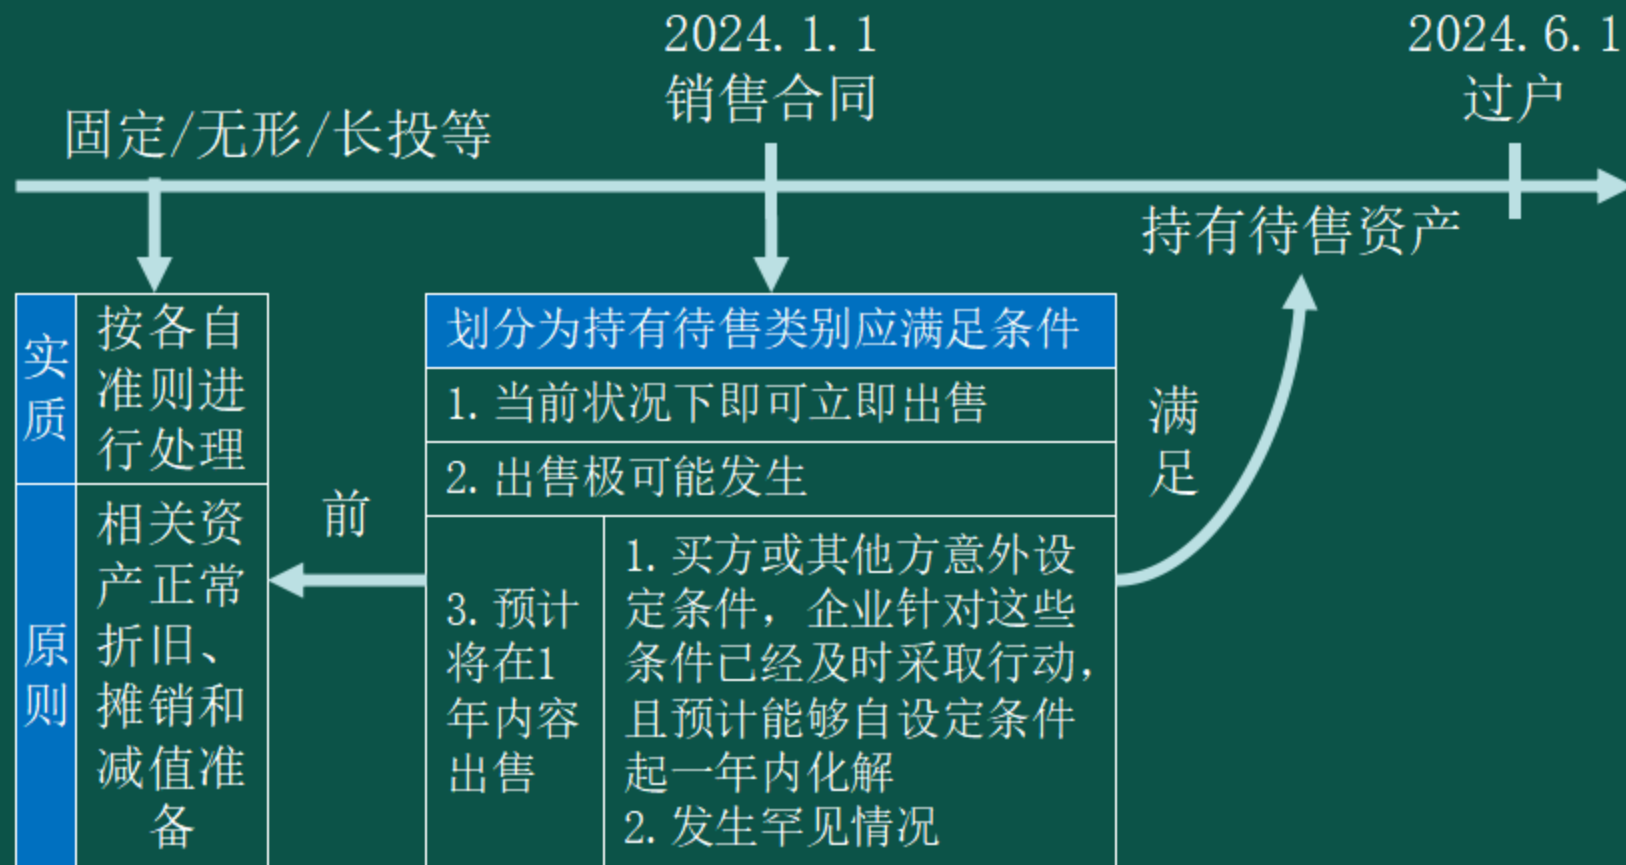 2024.1.1
销售合同
2024.6.1
过户
固定/无形/长投等
持有待售资产
实
质
按各自
准则进
行处理
原
则
相关资
产正常
折旧、
摊销和
减值准
备
前
划分为持有待售类别应满足条件
1.当前状况下即可立即出售
2.出售极可能发生
3.预计
将在1
年内容
出售
1.买方或其他方意外设
定条件，企业针对这些
条件已经及时采取行动，
且预计能够自设定条件
起一年内化解
2.发生罕见情况
满
足